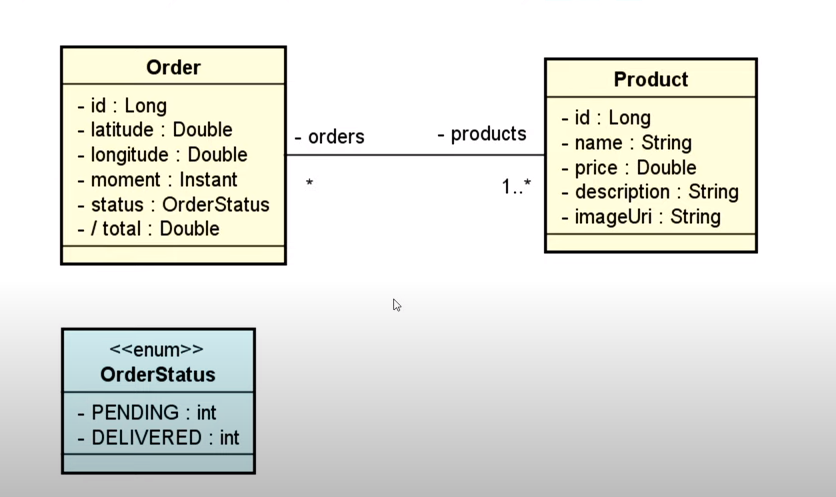 Order
- id : Long
- latitude : Double
- longitude : Double
- moment : Instant
- status : OrderStatus
- / total : Double
- orders
*
- products
1..*
Product
- id : Long
- name : String
- price : Double
- description : String
- imageUri : String
<<enum>>
OrderStatus
- PENDING : int
- DELIVERED : int